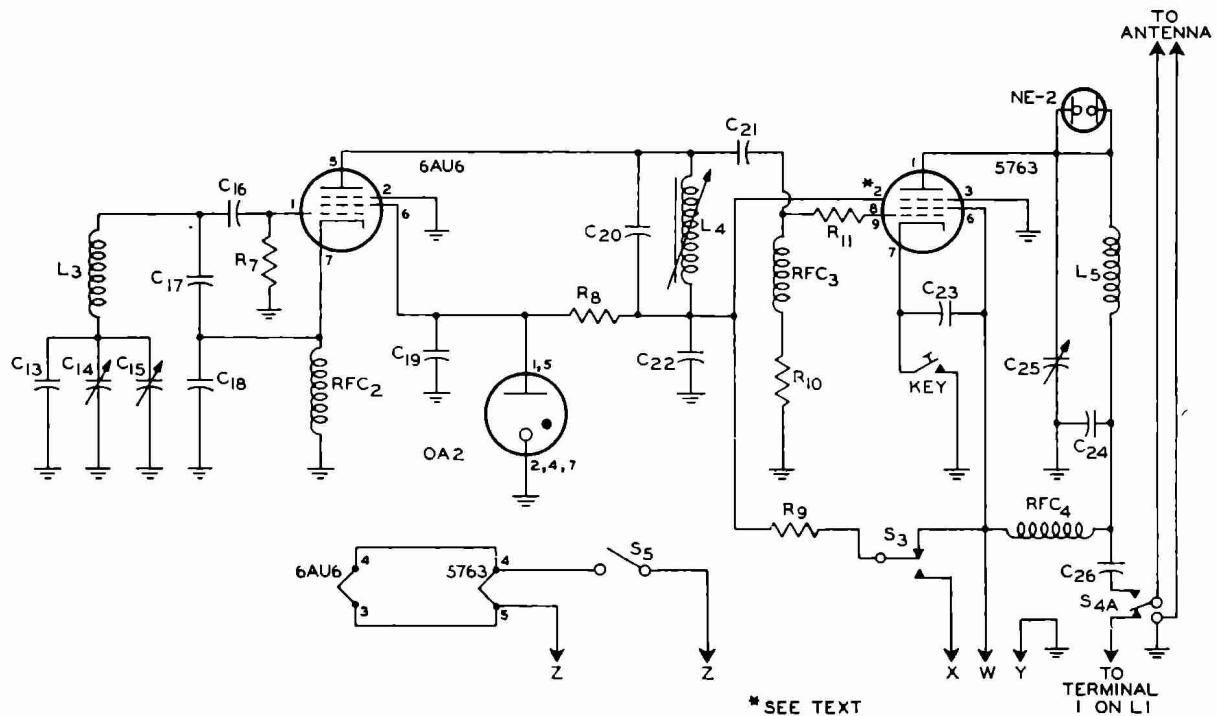 TO
ANTENNA
NE-2
C21
5
6AU6
1
5763
C16
2
* 2
3
1
6
8
6
9
L4
R11
C20
R7
7
7
L3
C17
RFC3
L5
C23
R8
C13
C14
C15
C18
RFC2
C19
1,5
C22
R10
KEY
C25
C24
OA2
2,4,7
R9
S3
RFC4
C26
6AU6
4
5763
4
S5
S4A
3
5
Z
Z
X
W
Y
TO
TERMINAL
1 ON L1
* SEE TEXT